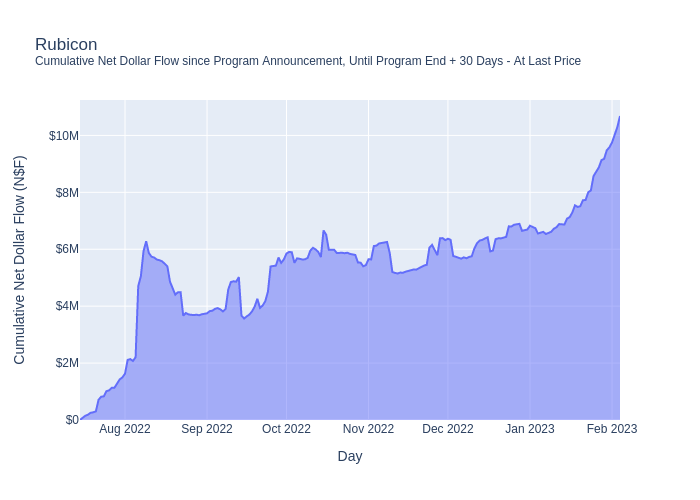 Rubicon
Cumulative Net Dollar Flow since Program Announcement, Until Program End + 30 Days - At Last Price
Cumulative Net Dollar Flow (N$F)
$10M
$8M
$6M
$4M
$2M
$0
Aug 2022 Sep 2022 Oct 2022 Nov 2022 Dec 2022 Jan 2023 Feb 2023
Day